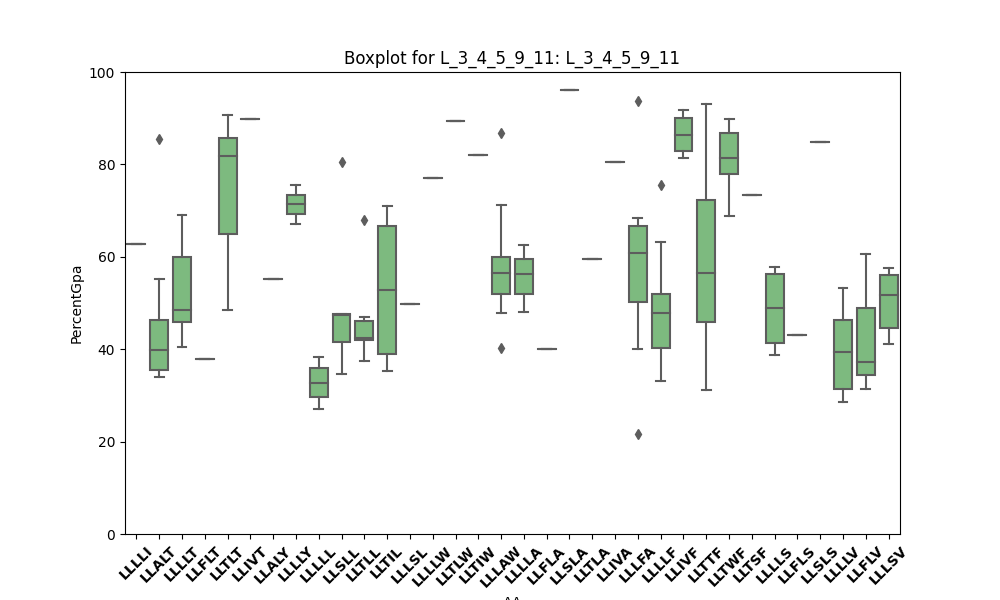 Boxplot for L_3_4_5_9_11: L_3_4_5_9_11
100
80
60
40
20
0
PercentGpa
LLLLI LLALT LLLLT LLFLT LLTLT LLIVT LLALY LLLLY LLLLL LLSLL LLTLL LLTIL LLLSL LLLLW LLTLW LLTIW LLLAW LLLLA LLFLA LLSLA LLTLA LLIVA LLLFA LLLLF LLIVF LLTTF LLTWF LLTSF LLLLS LLFLS LLSLS LLLLV LLFLV LLLSV